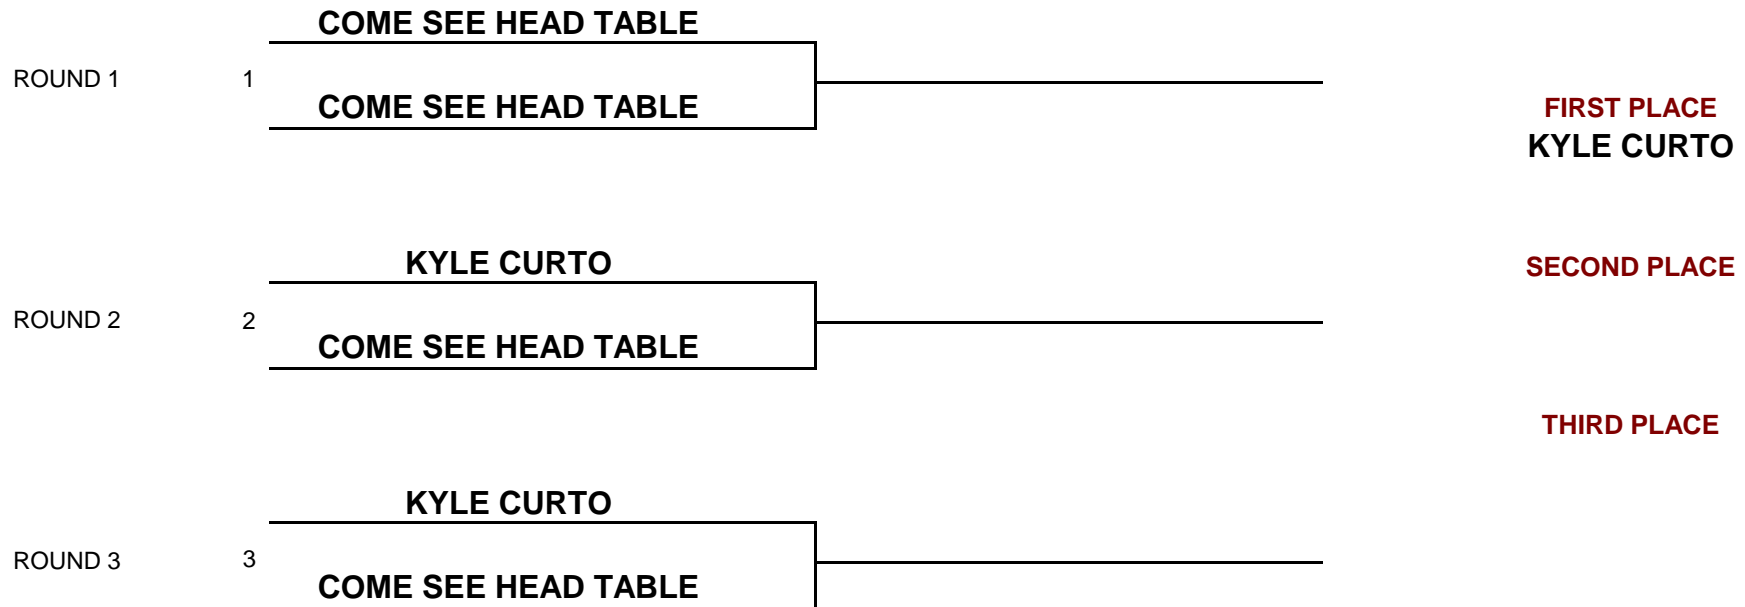 COME SEE HEAD TABLE
ROUND 1
1
COME SEE HEAD TABLE
FIRST PLACE
KYLE CURTO
KYLE CURTO
SECOND PLACE
ROUND 2
2
COME SEE HEAD TABLE
THIRD PLACE
KYLE CURTO
ROUND 3
3
COME SEE HEAD TABLE